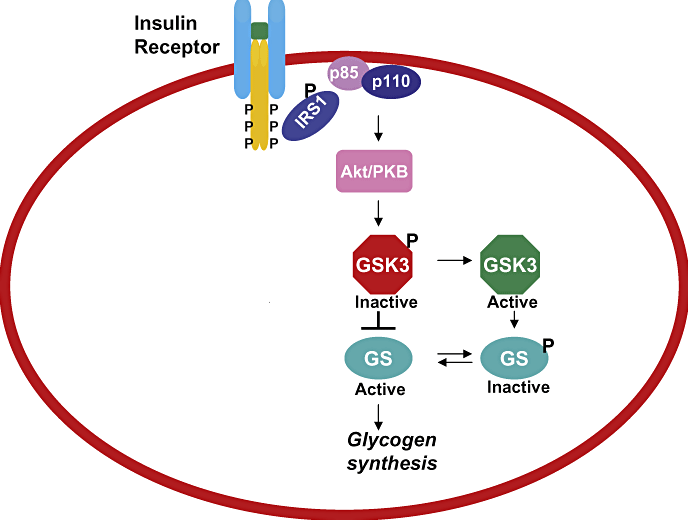 Insulin
Receptor
p85
p110
P
IRS1
P P
P P
P P
Akt/PKB
GSK3 P
GSK3
Inactive
Active
GS
GS P
Active
Inactive
Glycogen
synthesis